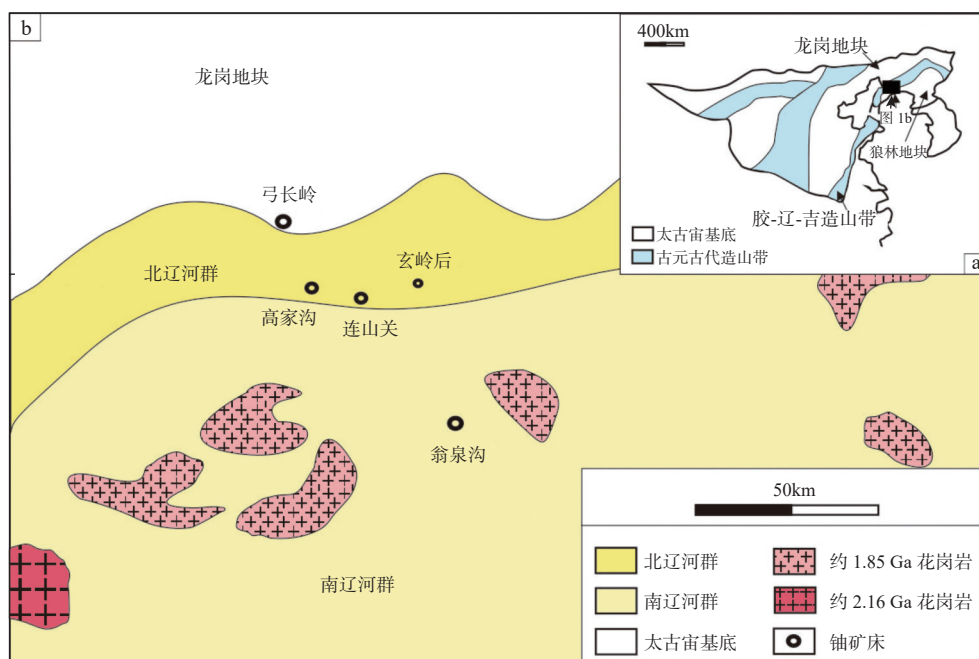 b
龙岗地块
弓长岭
北辽河群
玄岭后
高家沟
连山关
翁泉沟
南辽河群
400km
龙岗地块
图 1b
狼林地块
胶-辽-吉造山带
太古宙基底
古元古代造山带
a
50km
北辽河群
约 1.85 Ga 花岗岩
南辽河群
约 2.16 Ga 花岗岩
太古宙基底
铀矿床